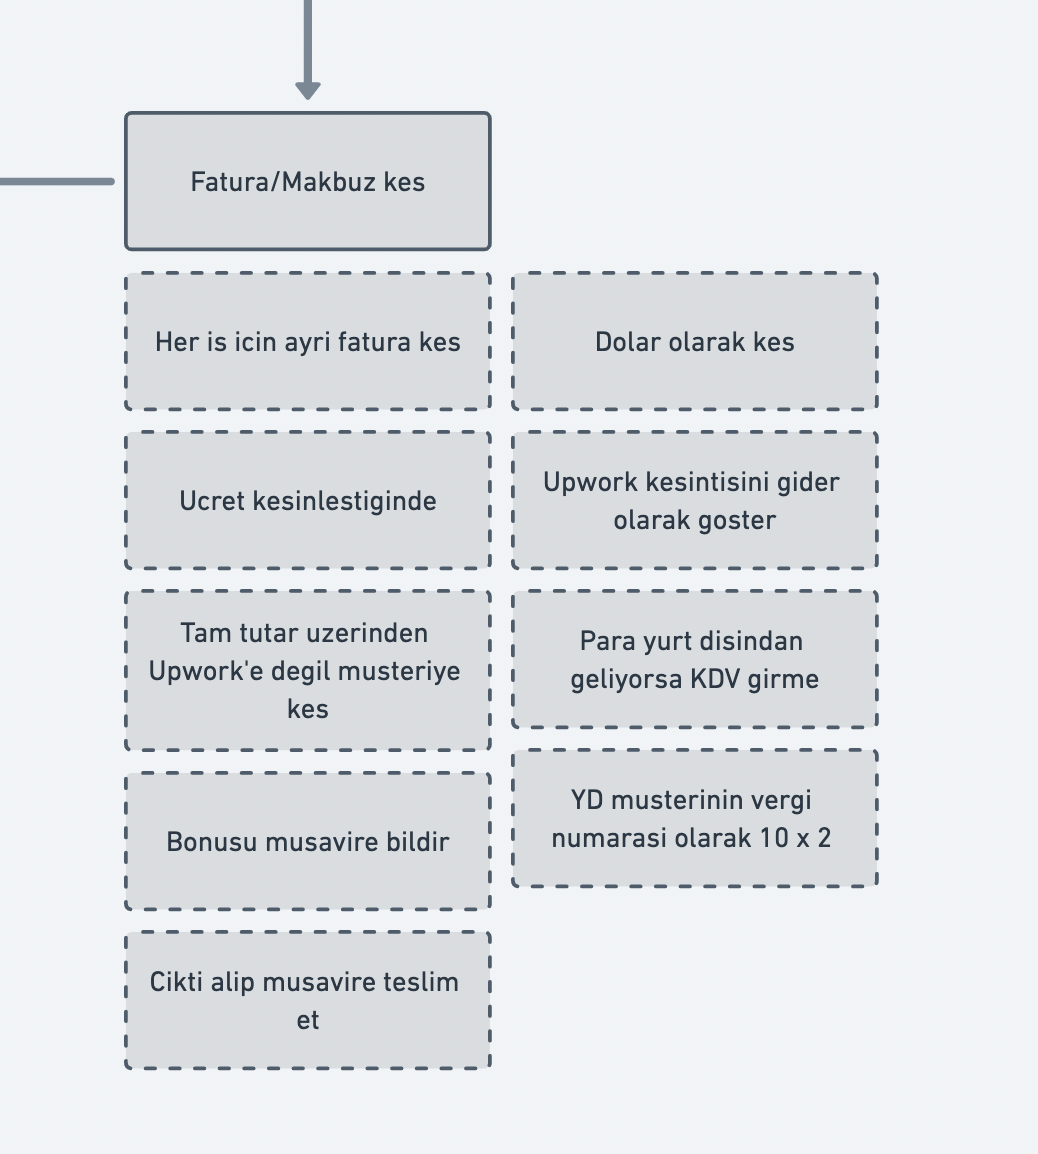 Fatura/Makbuz kes
Her is icin ayri fatura kes
Dolar olarak kes
Ucret kesinlestiginde
Upwork kesintisini gider
olarak goster
Tam tutar uzerinden
Upwork'e degil musteriye
kes
Para yurt disindan
geliyorsa KDV girme
Bonusu musavire bildir
YD musterinin vergi
numarasi olarak 10 x 2
Cikti alip musavire teslim
et